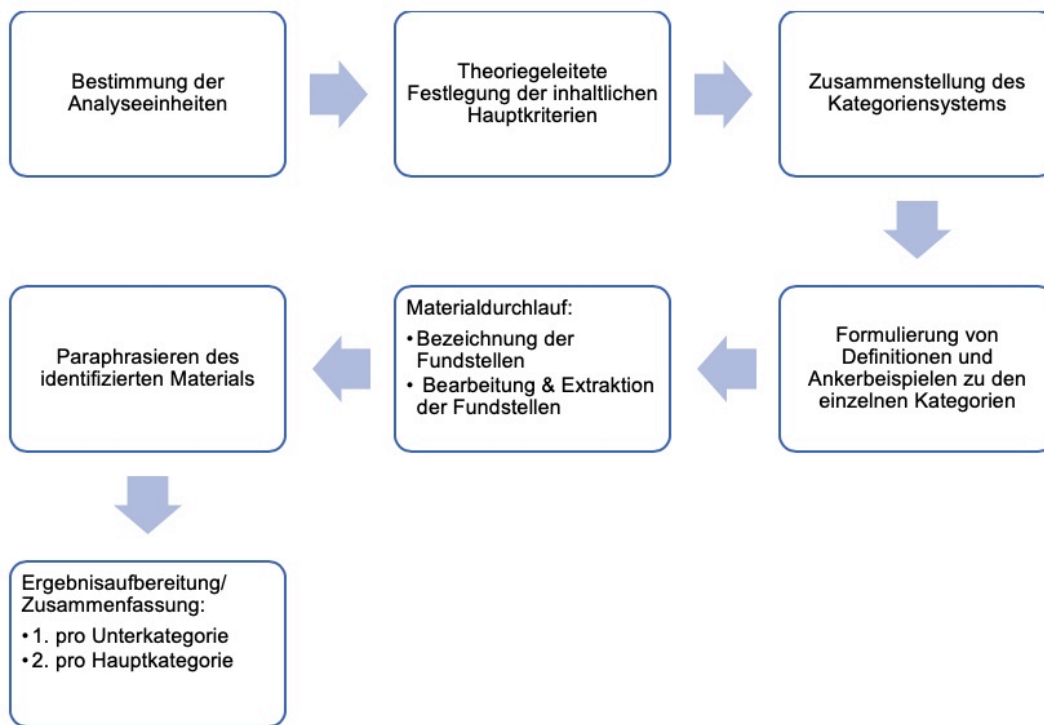 Bestimmung der
Analyseeinheiten
Theoriegeleitete
Festlegung der inhaltlichen
Hauptkriterien
Zusammenstellung des
Kategoriensystems
Formulierung von
Definitionen und
Ankerbeispielen zu den
einzelnen Kategorien
Materialdurchlauf:
•Bezeichnung der
Fundstellen
• Bearbeitung & Extraktion
der Fundstellen
Paraphrasieren des
identifizierten Materials
Ergebnisaufbereitung/
Zusammenfassung:
•1. pro Unterkategorie
•2. pro Hauptkategorie